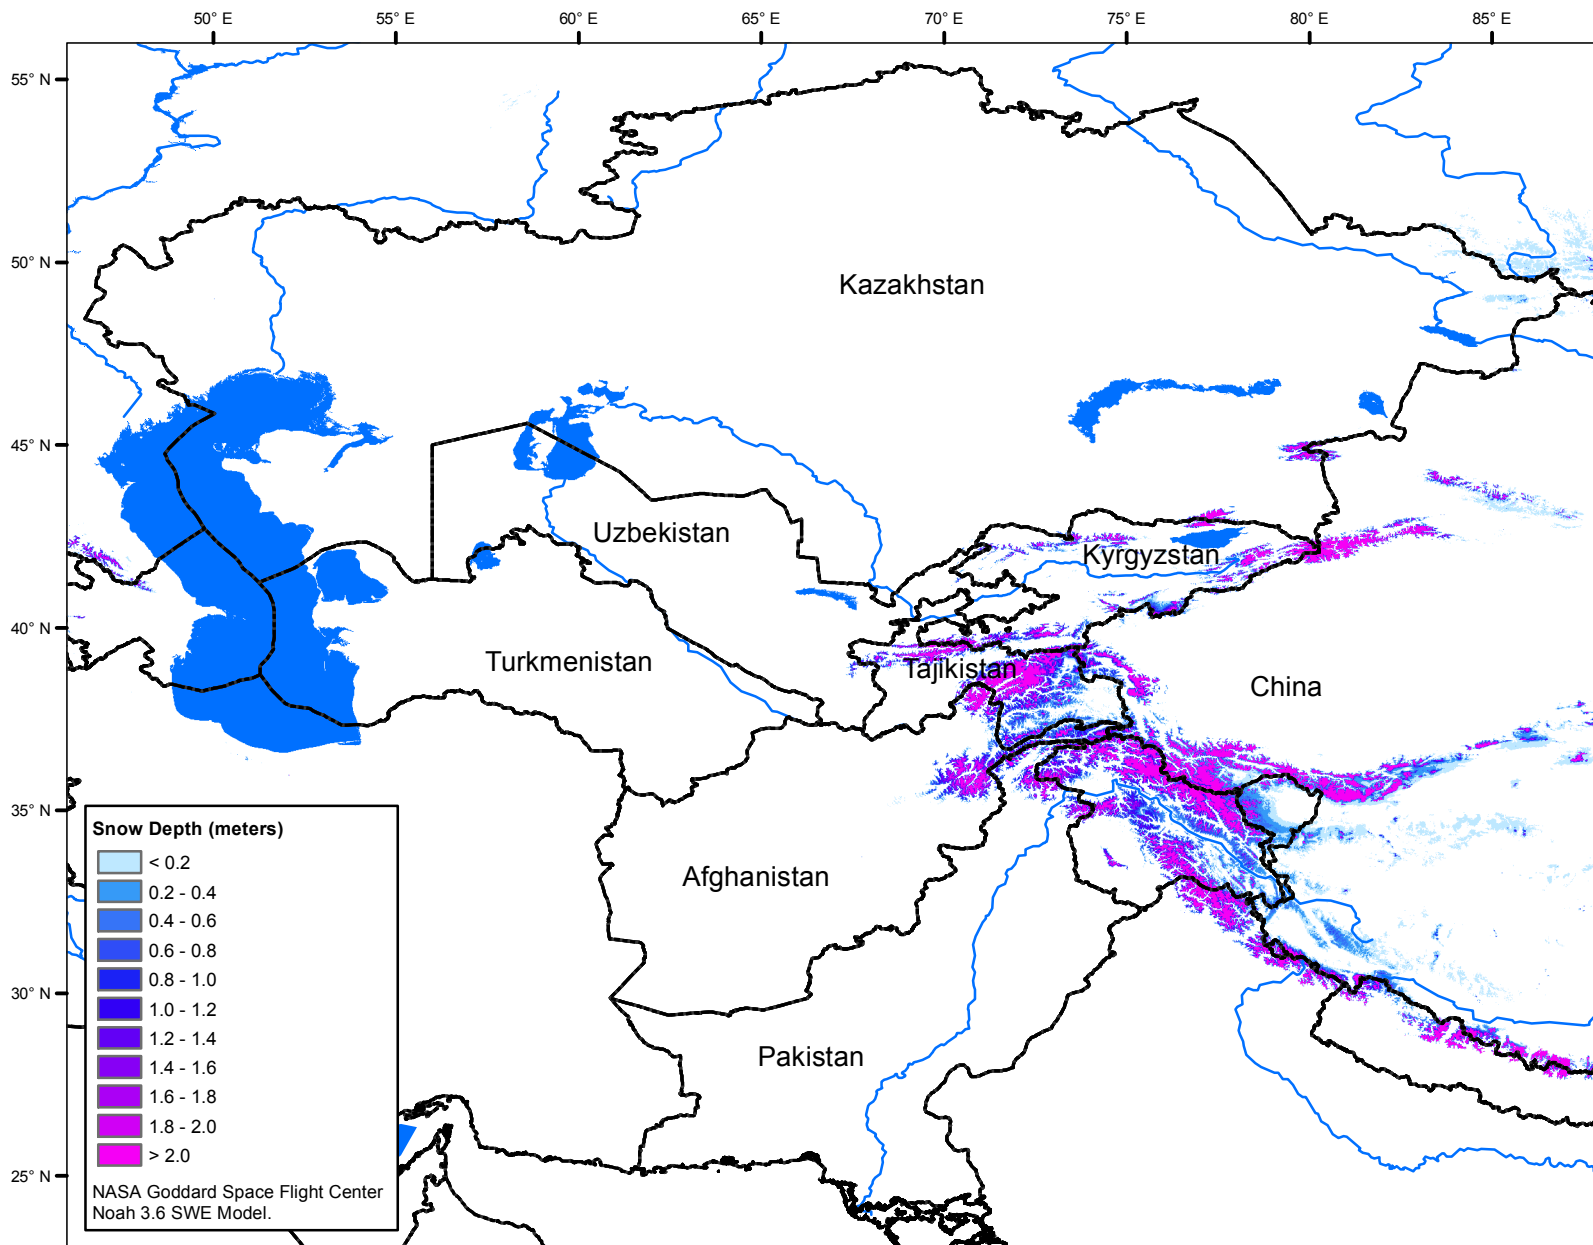 50° E 55° E 60° E 65° E 70° E 75° E 80° E 85° E
55° N
50° N
Kazakhstan
45° N
Uzbekistan
Kyrgyzstan
40° N
Turkmenistan
Tajikistan
China
35° N
Snow Depth (meters)
< 0.2
0.2 - 0.4
0.4 - 0.6
0.6 - 0.8
0.8 - 1.0
1.0 - 1.2
1.2 - 1.4
1.4 - 1.6
1.6 - 1.8
1.8 - 2.0
> 2.0
NASA Goddard Space Flight Center
Noah 3.6 SWE Model.
Afghanistan
30° N
Pakistan
25° N